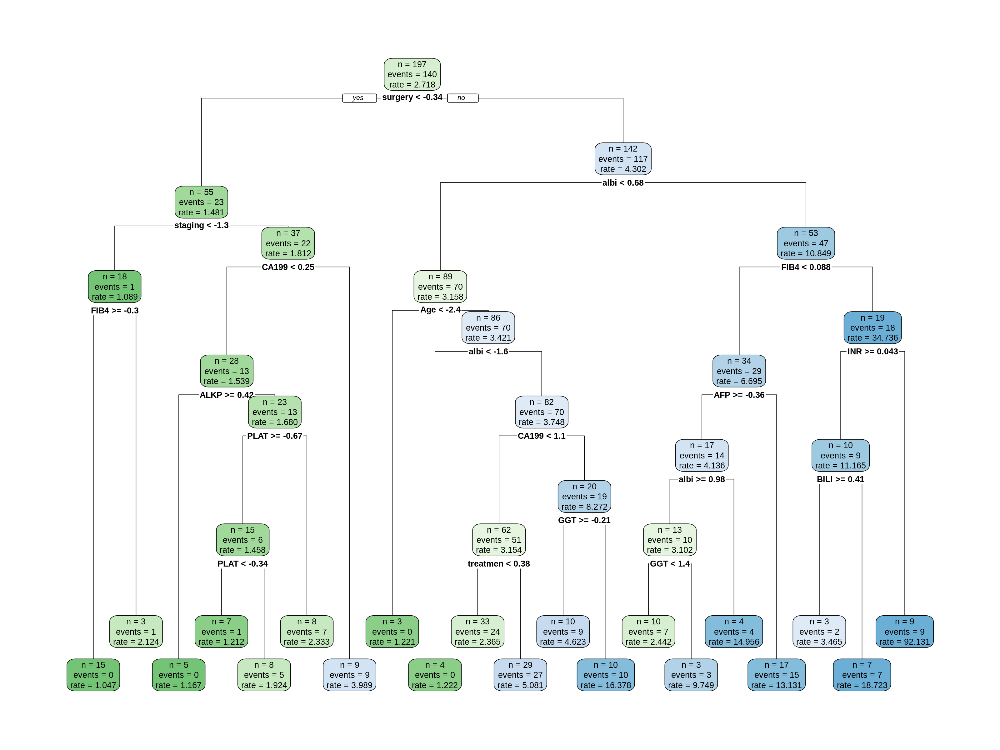 n = 197
events = 140
rate = 2.718
yes
surgery < -0.34
no
n = 142
events = 117
rate = 4.302
albi < 0.68
n = 55
events = 23
rate = 1.481
staging < -1.3
n = 37
events = 22
rate = 1.812
CA199 < 0.25
n = 53
events = 47
rate = 10.849
FIB4 < 0.088
n = 18
events = 1
rate = 1.089
FIB4 >= -0.3
n = 89
events = 70
rate = 3.158
Age < -2.4
n = 86
events = 70
rate = 3.421
albi < -1.6
n = 19
events = 18
rate = 34.736
INR >= 0.043
n = 28
events = 13
rate = 1.539
ALKP >= 0.42
n = 34
events = 29
rate = 6.695
AFP >= -0.36
n = 23
events = 13
rate = 1.680
PLAT >= -0.67
n = 82
events = 70
rate = 3.748
CA199 < 1.1
n = 17
events = 14
rate = 4.136
albi >= 0.98
n = 10
events = 9
rate = 11.165
BILI >= 0.41
n = 20
events = 19
rate = 8.272
GGT >= -0.21
n = 15
events = 6
rate = 1.458
PLAT < -0.34
n = 62
events = 51
rate = 3.154
treatmen < 0.38
n = 13
events = 10
rate = 3.102
GGT < 1.4
n = 3
events = 1
rate = 2.124
n = 7
events = 1
rate = 1.212
n = 8
events = 7
rate = 2.333
n = 3
events = 0
rate = 1.221
n = 33
events = 24
rate = 2.365
n = 10
events = 9
rate = 4.623
n = 10
events = 7
rate = 2.442
n = 4
events = 4
rate = 14.956
n = 3
events = 2
rate = 3.465
n = 9
events = 9
rate = 92.131
n = 15
events = 0
rate = 1.047
n = 5
events = 0
rate = 1.167
n = 8
events = 5
rate = 1.924
n = 9
events = 9
rate = 3.989
n = 4
events = 0
rate = 1.222
n = 29
events = 27
rate = 5.081
n = 10
events = 10
rate = 16.378
n = 3
events = 3
rate = 9.749
n = 17
events = 15
rate = 13.131
n = 7
events = 7
rate = 18.723